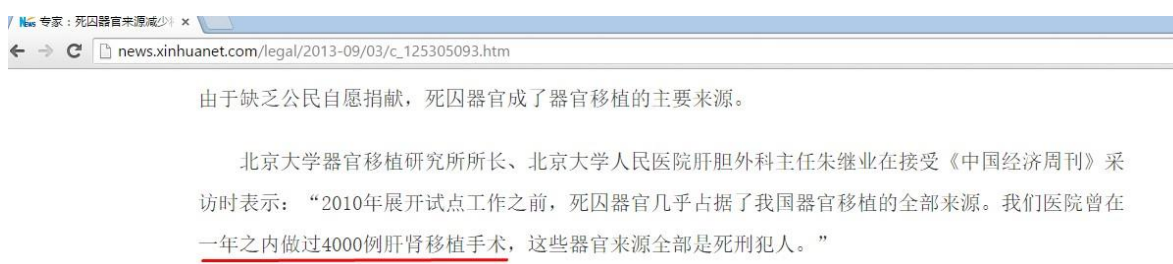 News 专家：死囚器官来源减少
news.xinhuanet.com/legal/2013-09/03/c_125305093.htm
由于缺乏公民自愿捐献，死囚器官成了器官移植的主要来源。
北京大学器官移植研究所所长、北京大学人民医院肝胆外科主任朱继业在接受《中国经济周刊》采
访时表示：“2010年展开试点工作之前，死囚器官几乎占据了我国器官移植的全部来源。我们医院曾在
一年之内做过4000例肝肾移植手术，这些器官来源全部是死刑犯人。”